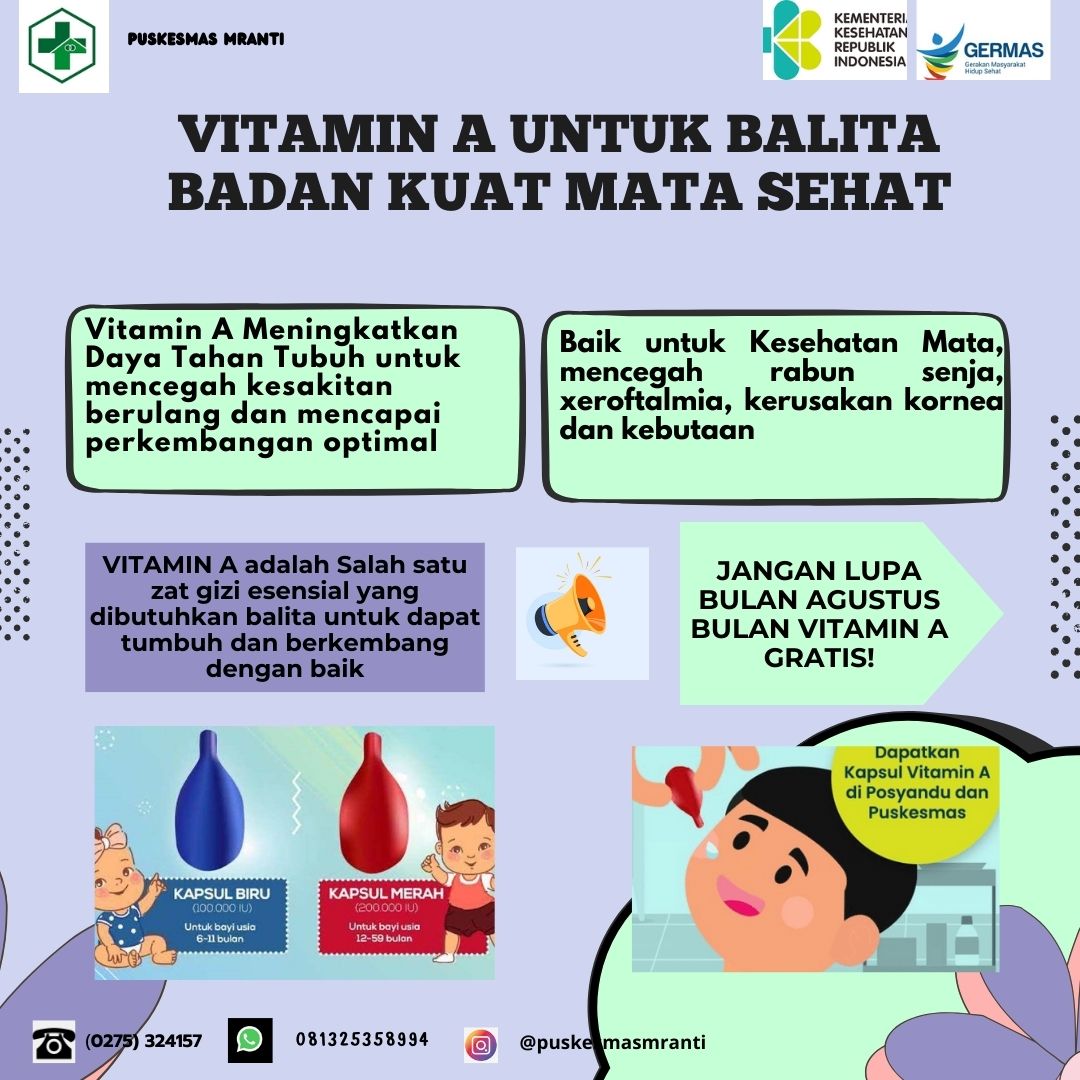 PUSKESMAS MRANTI
KEMENTERI
KESEHATAN
REPUBLIK
INDONESIA
GERMAS
Gerakan Masyarakat
Hidup Sehat
VITAMIN A UNTUK BALITA
BADAN KUAT MATA SEHAT
Vitamin A Meningkatkan
Daya Tahan Tubuh untuk
mencegah kesakitan
berulang dan mencapai
perkembangan optimal
Baik untuk Kesehatan Mata,
mencegah rabun senja,
xeroftalmia, kerusakan kornea
dan kebutaan
VITAMIN A adalah Salah satu
zat gizi esensial yang
dibutuhkan balita untuk dapat
tumbuh dan berkembang
dengan baik
JANGAN LUPA
BULAN AGUSTUS
BULAN VITAMIN A
GRATIS!
KAPSUL BIRU
(100.000 IU)
Untuk bayi usia
6-11 bulan
KAPSUL MERAH
(200.000 IU)
Untuk bayi usia
12-59 bulan
Dapatkan
Kapsul Vitamin A
di Posyandu dan
Puskesmas
(0275) 324157
081325358994
@puskesmasmranti